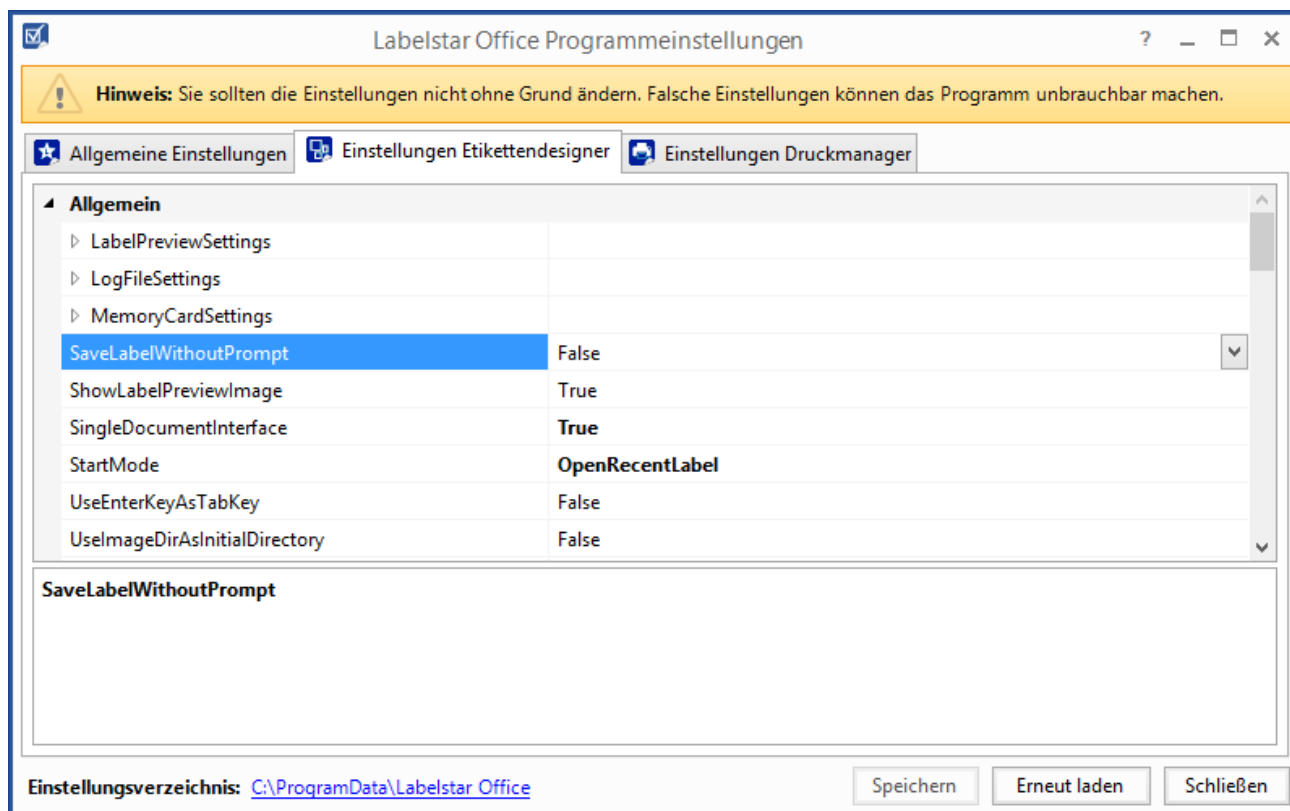 Labelstar Office Programmeinstellungen ?
Hinweis: Sie sollten die Einstellungen nicht ohne Grund ändern. Falsche Einstellungen können das Programm unbrauchbar machen.
Allgemeine Einstellungen Einstellungen Etikettendesigner Einstellungen Druckmanager
Allgemein
LabelPreviewSettings
LogFileSettings
MemoryCardSettings
SaveLabelWithoutPrompt False
ShowLabelPreviewImage True
SingleDocumentInterface True
StartMode OpenRecentLabel
UseEnterKeyAsTabKey False
UseImageDirAsInitialDirectory False
SaveLabelWithoutPrompt
Einstellungsverzeichnis: C:\ProgramData\Labelstar Office Speichern Erneut laden Schließen